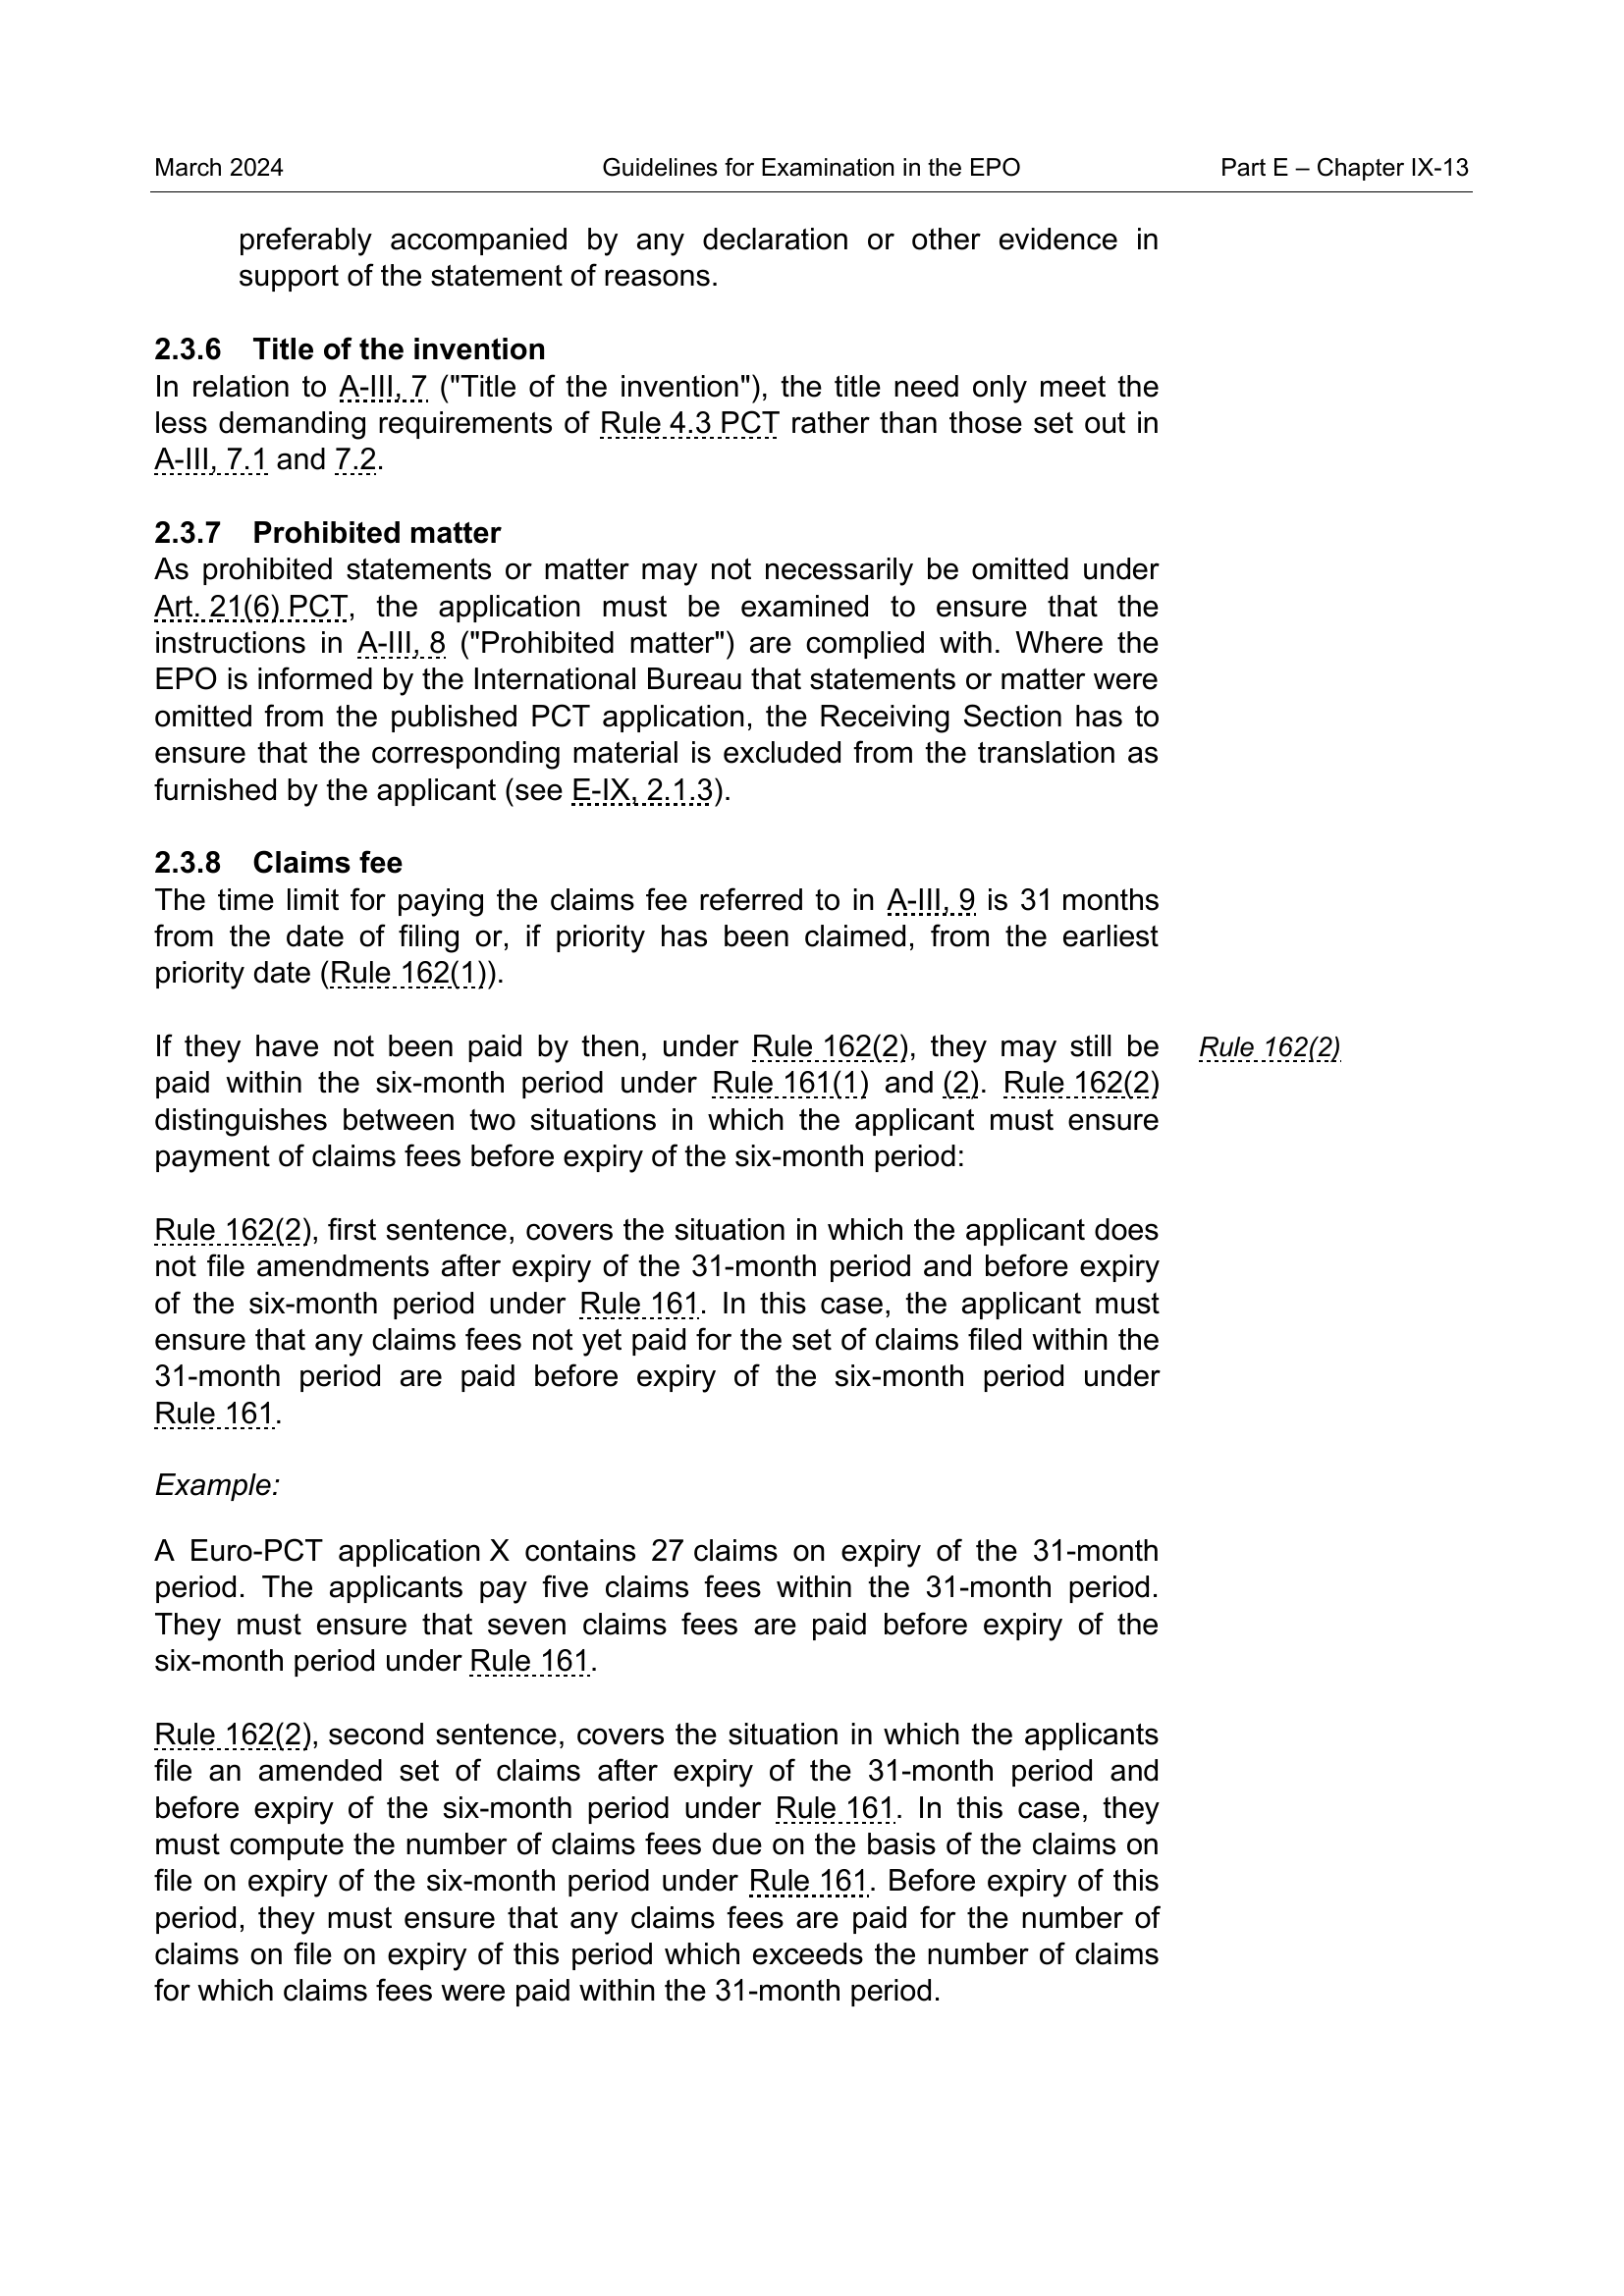 March 2024 Guidelines for Examination in the EPO Part E – Chapter IX-13
preferably accompanied by any declaration or other evidence in
support of the statement of reasons.
2.3.6 Title of the invention
In relation to A-III, 7 ("Title of the invention"), the title need only meet the
less demanding requirements of Rule 4.3 PCT rather than those set out in
A-III, 7.1 and 7.2.
2.3.7 Prohibited matter
As prohibited statements or matter may not necessarily be omitted under
Art. 21(6) PCT, the application must be examined to ensure that the
instructions in A-III, 8 ("Prohibited matter") are complied with. Where the
EPO is informed by the International Bureau that statements or matter were
omitted from the published PCT application, the Receiving Section has to
ensure that the corresponding material is excluded from the translation as
furnished by the applicant (see E-IX, 2.1.3).
2.3.8 Claims fee
The time limit for paying the claims fee referred to in A-III, 9 is 31 months
from the date of filing or, if priority has been claimed, from the earliest
priority date (Rule 162(1)).
If they have not been paid by then, under Rule 162(2), they may still be Rule 162(2)
paid within the six-month period under Rule 161(1) and (2). Rule 162(2)
distinguishes between two situations in which the applicant must ensure
payment of claims fees before expiry of the six-month period:
Rule 162(2), first sentence, covers the situation in which the applicant does
not file amendments after expiry of the 31-month period and before expiry
of the six-month period under Rule 161. In this case, the applicant must
ensure that any claims fees not yet paid for the set of claims filed within the
31-month period are paid before expiry of the six-month period under
Rule 161.
Example:
A Euro-PCT application X contains 27 claims on expiry of the 31-month
period. The applicants pay five claims fees within the 31-month period.
They must ensure that seven claims fees are paid before expiry of the
six-month period under Rule 161.
Rule 162(2), second sentence, covers the situation in which the applicants
file an amended set of claims after expiry of the 31-month period and
before expiry of the six-month period under Rule 161. In this case, they
must compute the number of claims fees due on the basis of the claims on
file on expiry of the six-month period under Rule 161. Before expiry of this
period, they must ensure that any claims fees are paid for the number of
claims on file on expiry of this period which exceeds the number of claims
for which claims fees were paid within the 31-month period.